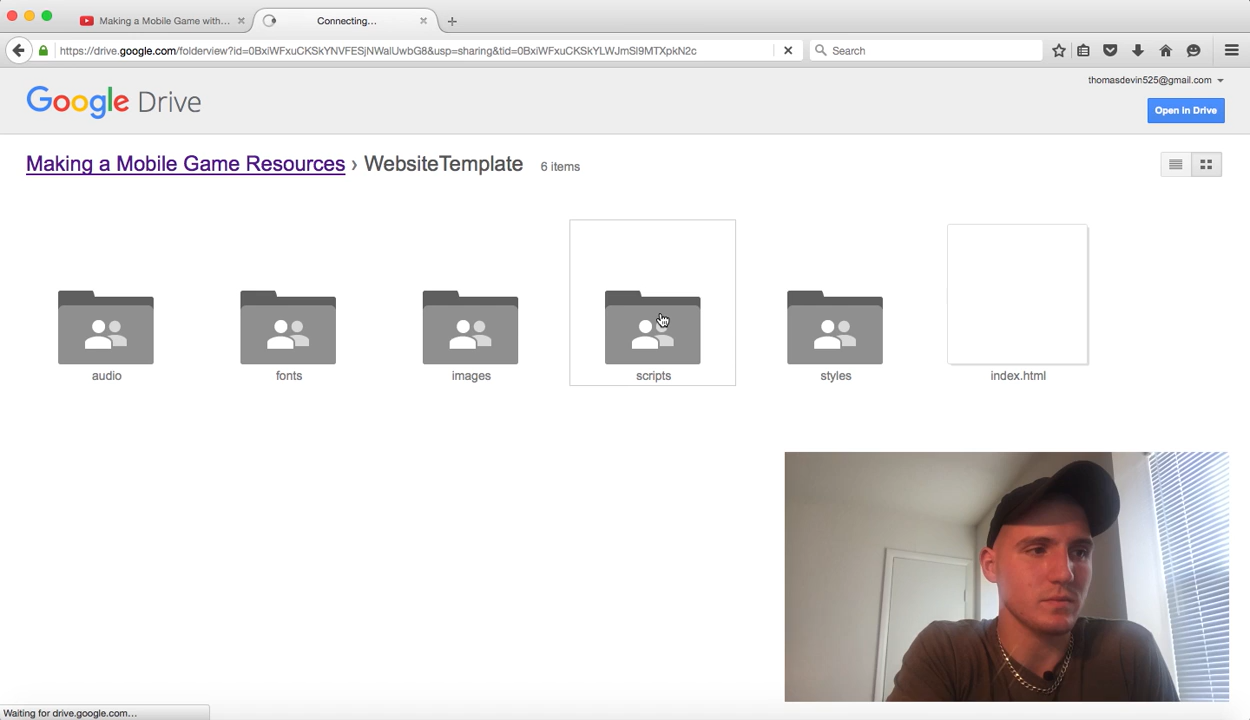 Making a Mobile Game with...
Connecting...
https://drive.google.com/folderview?id=0BxiWFxuCKSkYNVFESjNWalUwbG8&usp=sharing&tid=0BxiWFxuCKSkYLWJmSl9MTXpkN2c
Search
thomasdevin525@gmail.com
Google Drive
Open in Drive
Making a Mobile Game Resources › WebsiteTemplate 6 items
audio
fonts
images
scripts
styles
index.html
Waiting for drive.google.com...